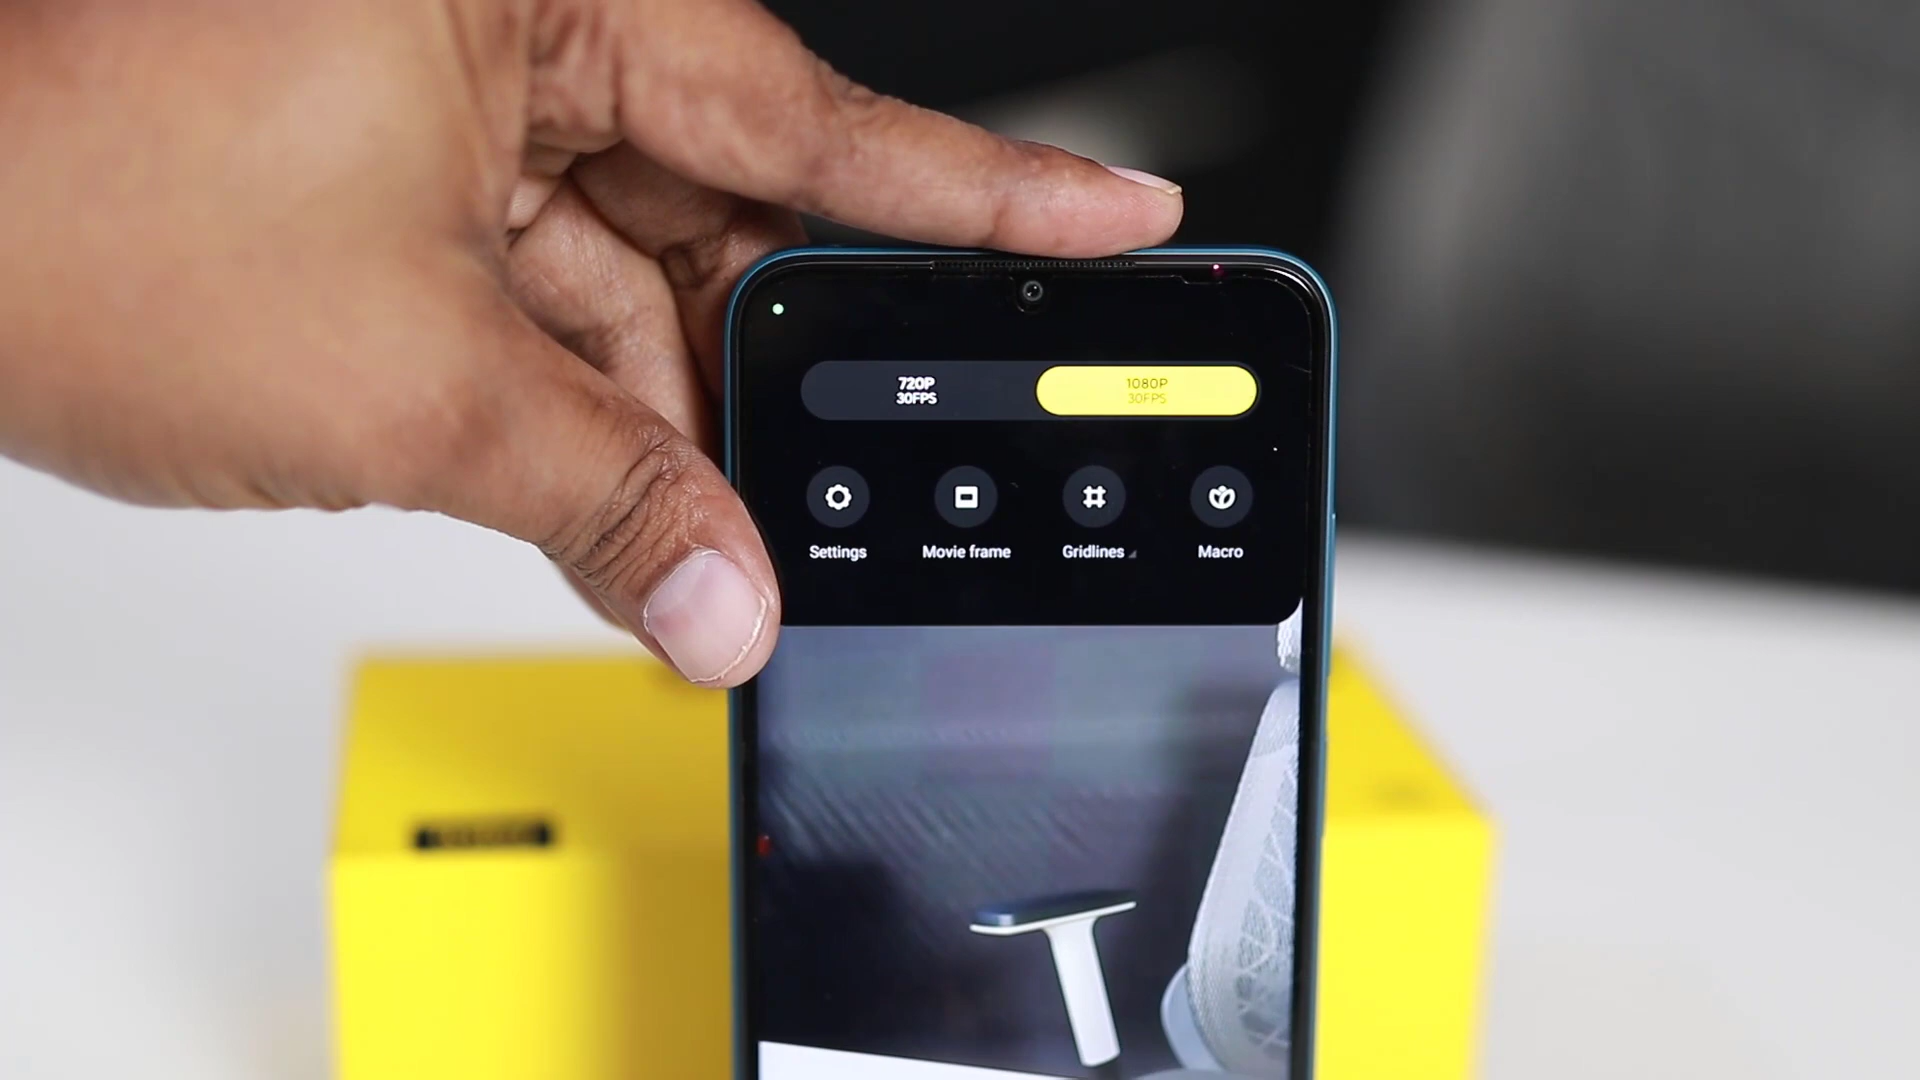 720P
30FPS
1080P
30FPS
Settings
Movie frame
Gridlines
Macro